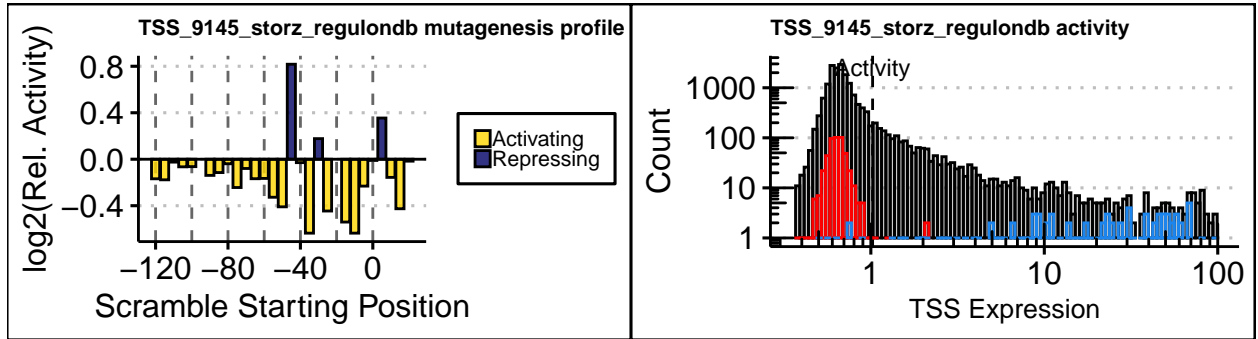 TSS_9145_storz_regulondb mutagenesis profile
log2(Rel. Activity)
0.8
0.4
0.0
−0.4
−120
−80
−40
0
Scramble Starting Position
Activating
Repressing
TSS_9145_storz_regulondb activity
Activity
Count
1000
100
10
1
1
10
100
TSS Expression